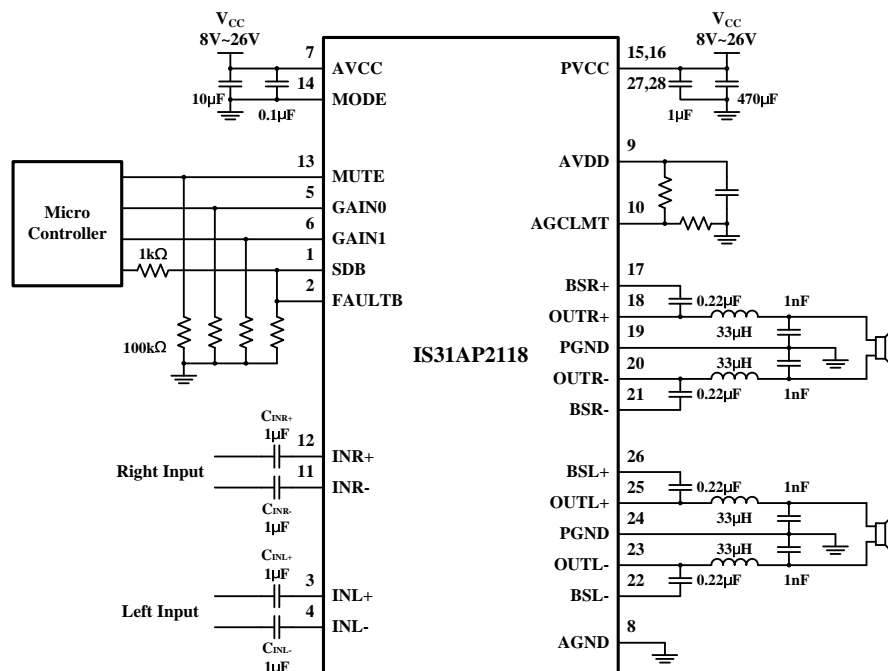 VCC
8V~26V
7
AVCC
14
MODE
10µF
0.1µF
13
MUTE
5
GAIN0
6
GAIN1
1
SDB
2
FAULTB
Micro
Controller
1kΩ
100kΩ
IS31AP2118
CINR+
1µF
12
INR+
Right Input
11
INR-
CINR-
1µF
CINL+
1µF
3
INL+
Left Input
4
INL-
CINL-
1µF
VCC
8V~26V
15,16
PVCC
27,28
1µF
470µF
9
AVDD
10
AGCLMT
17
BSR+
0.22µF
1nF
18
OUTR+
33µH
19
PGND
20
OUTR-
33µH
21
BSR-
0.22µF
1nF
26
BSL+
0.22µF
1nF
25
OUTL+
33µH
24
PGND
23
OUTL-
33µH
22
BSL-
0.22µF
1nF
8
AGND